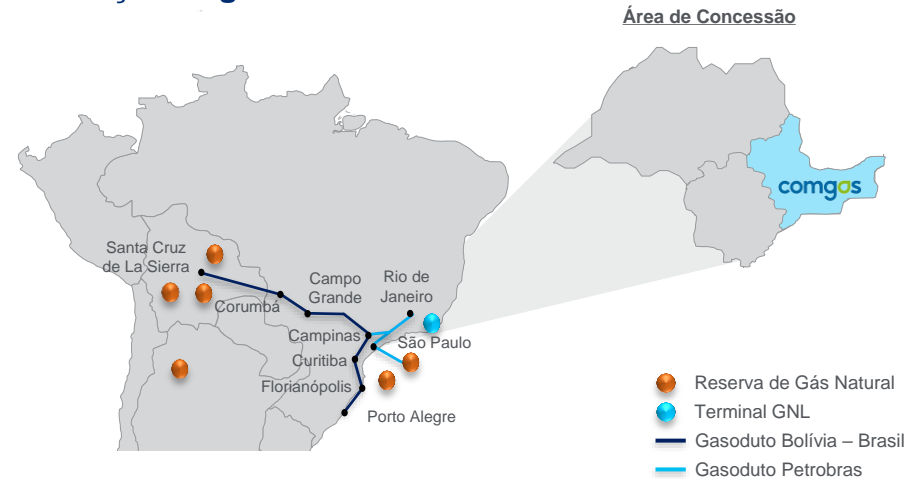 Área de Concessão
comgas
Santa Cruz
de La Sierra
Corumbá
Campo
Grande
Rio de
Janeiro
Campinas
São Paulo
Curitiba
Florianópolis
Porto Alegre
Reserva de Gás Natural
Terminal GNL
Gasoduto Bolívia – Brasil
Gasoduto Petrobras